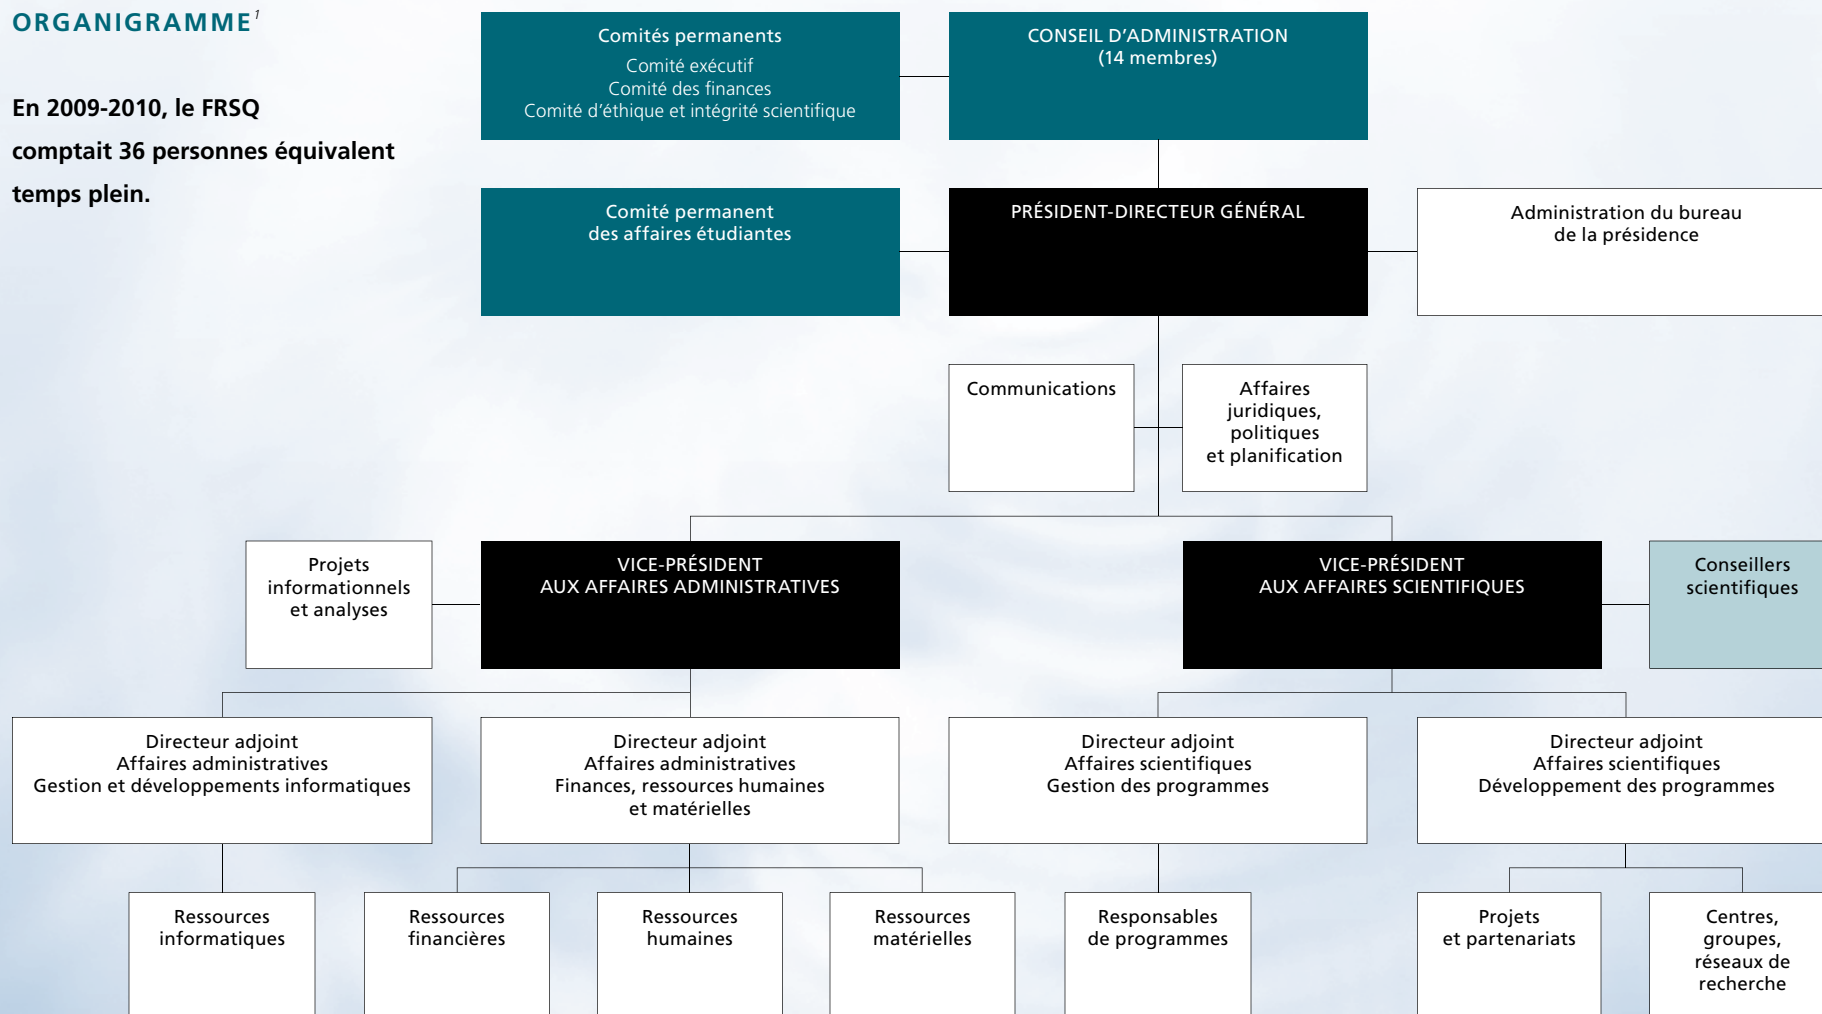 ORGANIGRAMME1
En 2009-2010, le FRSQ
comptait 36 personnes équivalent
temps plein.
Comités permanents
Comité exécutif
Comité des finances
Comité d'éthique et intégrité scientifique
CONSEIL D'ADMINISTRATION
(14 membres)
Comité permanent
des affaires étudiantes
PRÉSIDENT-DIRECTEUR GÉNÉRAL
Administration du bureau
de la présidence
Communications
Affaires
juridiques,
politiques
et planification
Projets
informationnels
et analyses
VICE-PRÉSIDENT
AUX AFFAIRES ADMINISTRATIVES
VICE-PRÉSIDENT
AUX AFFAIRES SCIENTIFIQUES
Conseillers
scientifiques
Directeur adjoint
Affaires administratives
Gestion et développements informatiques
Directeur adjoint
Affaires administratives
Finances, ressources humaines
et matérielles
Directeur adjoint
Affaires scientifiques
Gestion des programmes
Directeur adjoint
Affaires scientifiques
Développement des programmes
Ressources
informatiques
Ressources
financières
Ressources
humaines
Ressources
matérielles
Responsables
de programmes
Projets
et partenariats
Centres,
groupes,
réseaux de
recherche